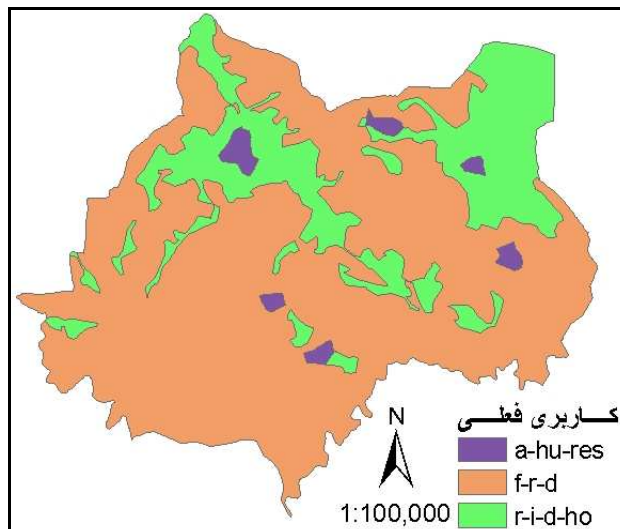 N
1:100,000
کاربری فعلی
a-hu-res
f-r-d
r-i-d-ho